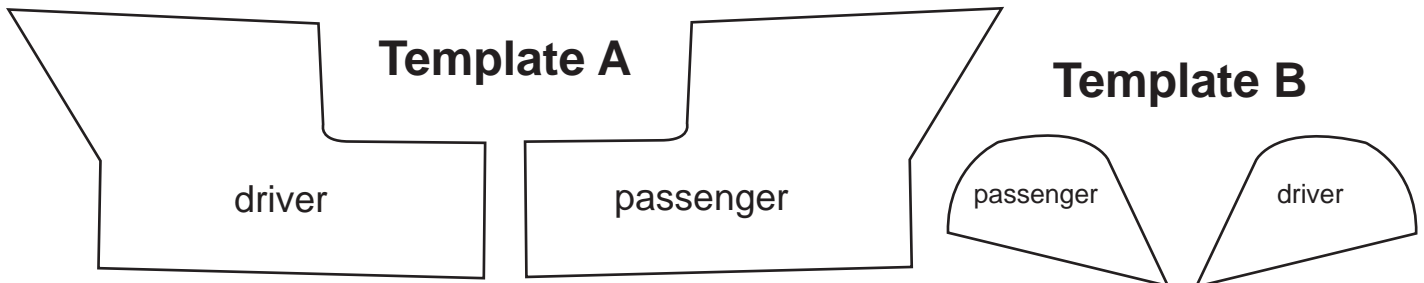 Template A
driver
passenger
Template B
passenger
driver